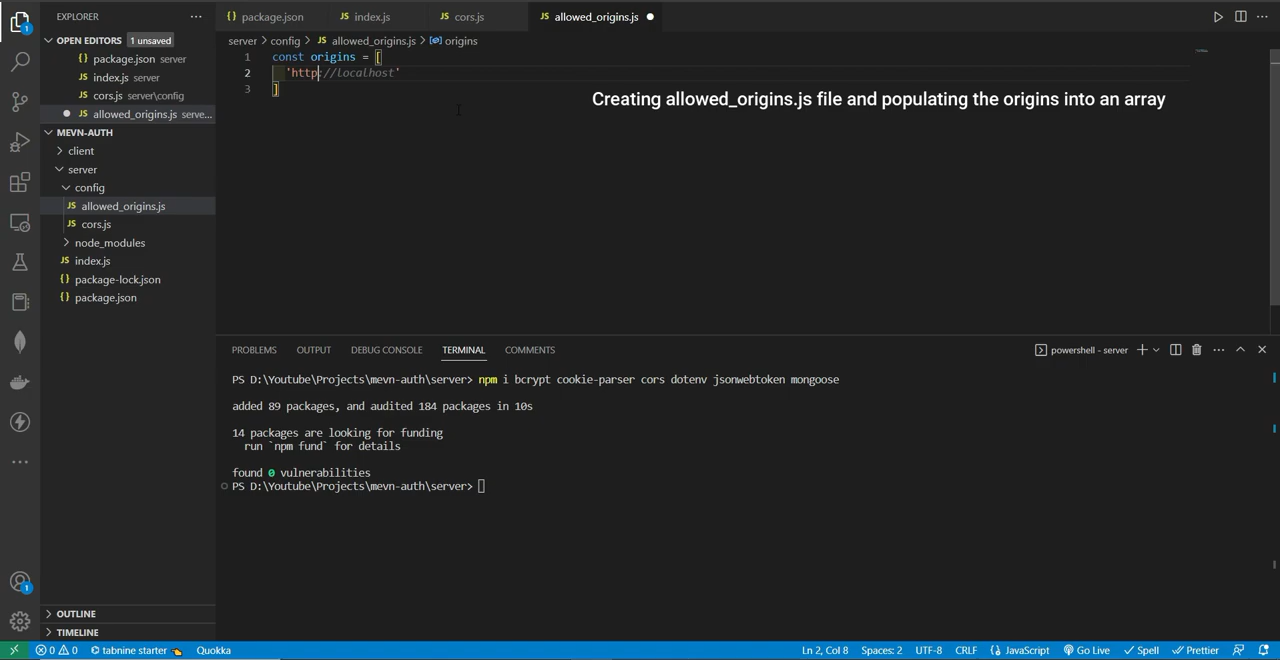 EXPLORER
package.json
index.js
cors.js
allowed_origins.js
OPEN EDITORS
1 unsaved
package.json server
index.js server
cors.js server\config
allowed_origins.js serve...
MEVN-AUTH
client
server
config
allowed_origins.js
cors.js
node_modules
index.js
package-lock.json
package.json
OUTLINE
TIMELINE
server > config > JS allowed_origins.js > origins
1 const origins = [
2 'http://localhost'
3 ]
Creating allowed_origins.js file and populating the origins into an array
PROBLEMS OUTPUT DEBUG CONSOLE TERMINAL COMMENTS
powershell - server
PS D:\Youtube\Projects\mevn-auth\server> npm i bcrypt cookie-parser cors dotenv jsonwebtoken mongoose
added 89 packages, and audited 184 packages in 10s
14 packages are looking for funding
run `npm fund` for details
found 0 vulnerabilities
PS D:\Youtube\Projects\mevn-auth\server>
0 0 tabnine starter Quokka
Ln 2, Col 8 Spaces: 2 UTF-8 CRLF {} JavaScript Go Live Spell Prettier